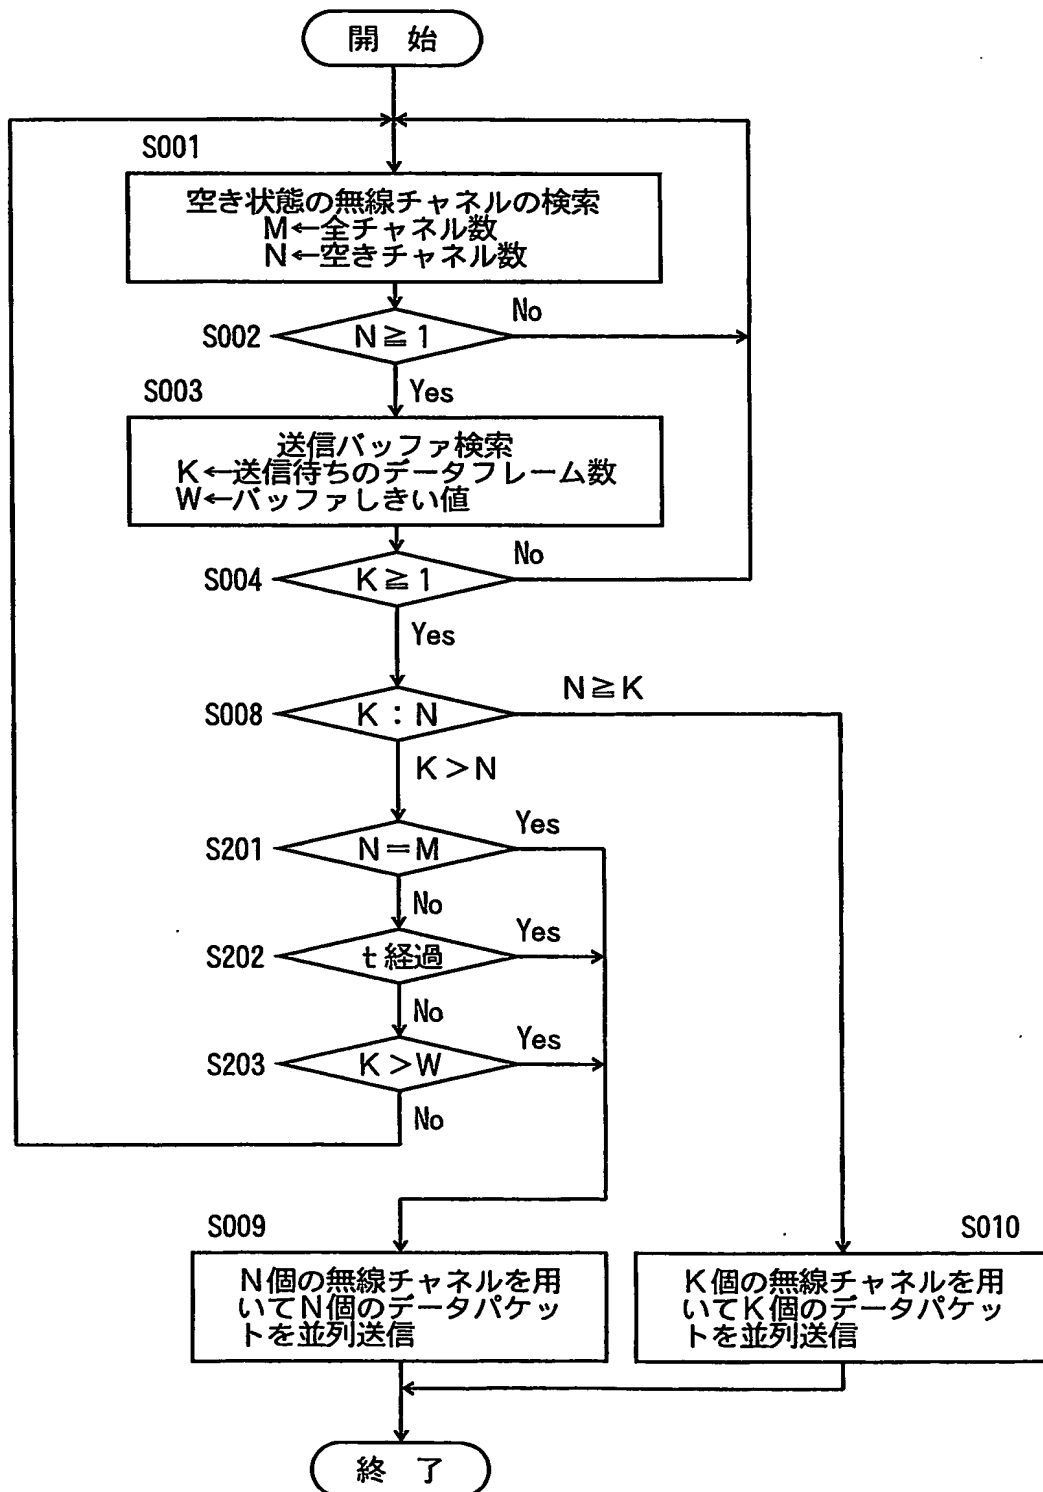 開 始
S001
空き状態の無線チャネルの検索
M←全チャネル数
N←空きチャネル数
No
S002
N≧1
Yes
S003
送信バッファ検索
K←送信待ちのデータフレーム数
W←バッファしきい値
No
S004
K≧1
Yes
N≧K
S008
K：N
K＞N
Yes
S201
N＝M
No
Yes
S202
t経過
No
Yes
S203
K＞W
No
S009
N個の無線チャネルを用
いてN個のデータパケッ
トを並列送信
S010
K個の無線チャネルを用
いてK個のデータパケッ
トを並列送信
終 了